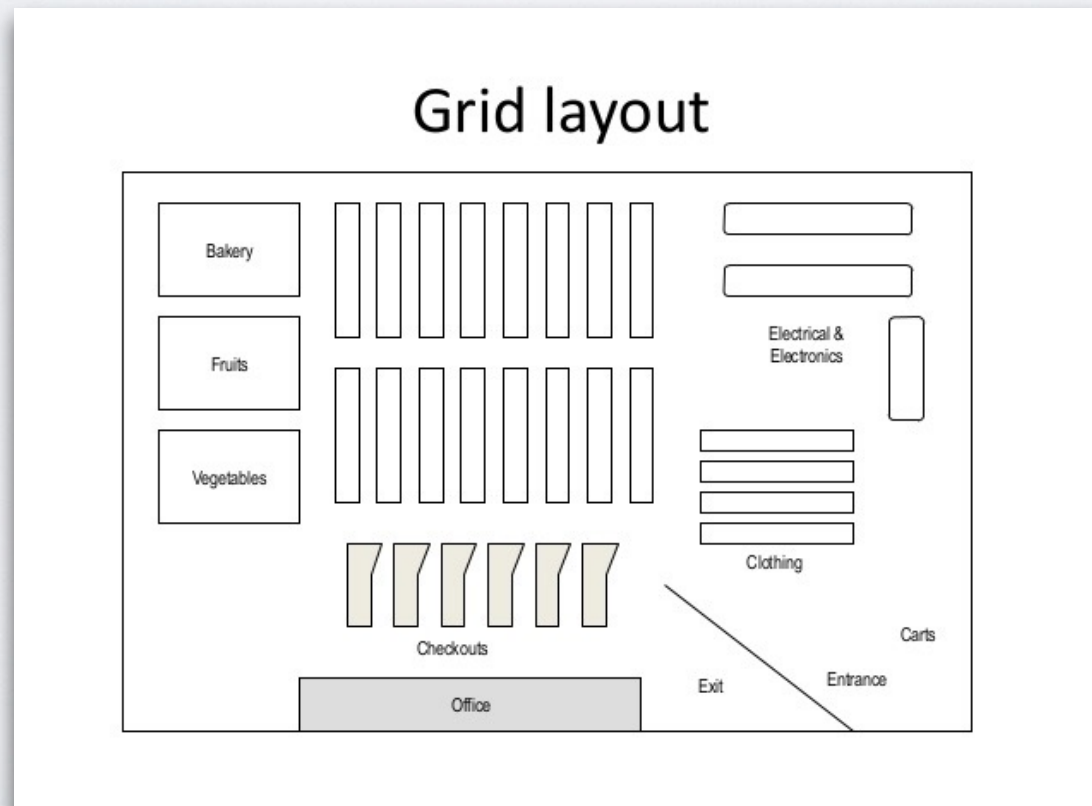 Grid layout
Bakery
Fruits
Vegetables
Electrical &
Electronics
Clothing
Checkouts
Office
Exit
Entrance
Carts